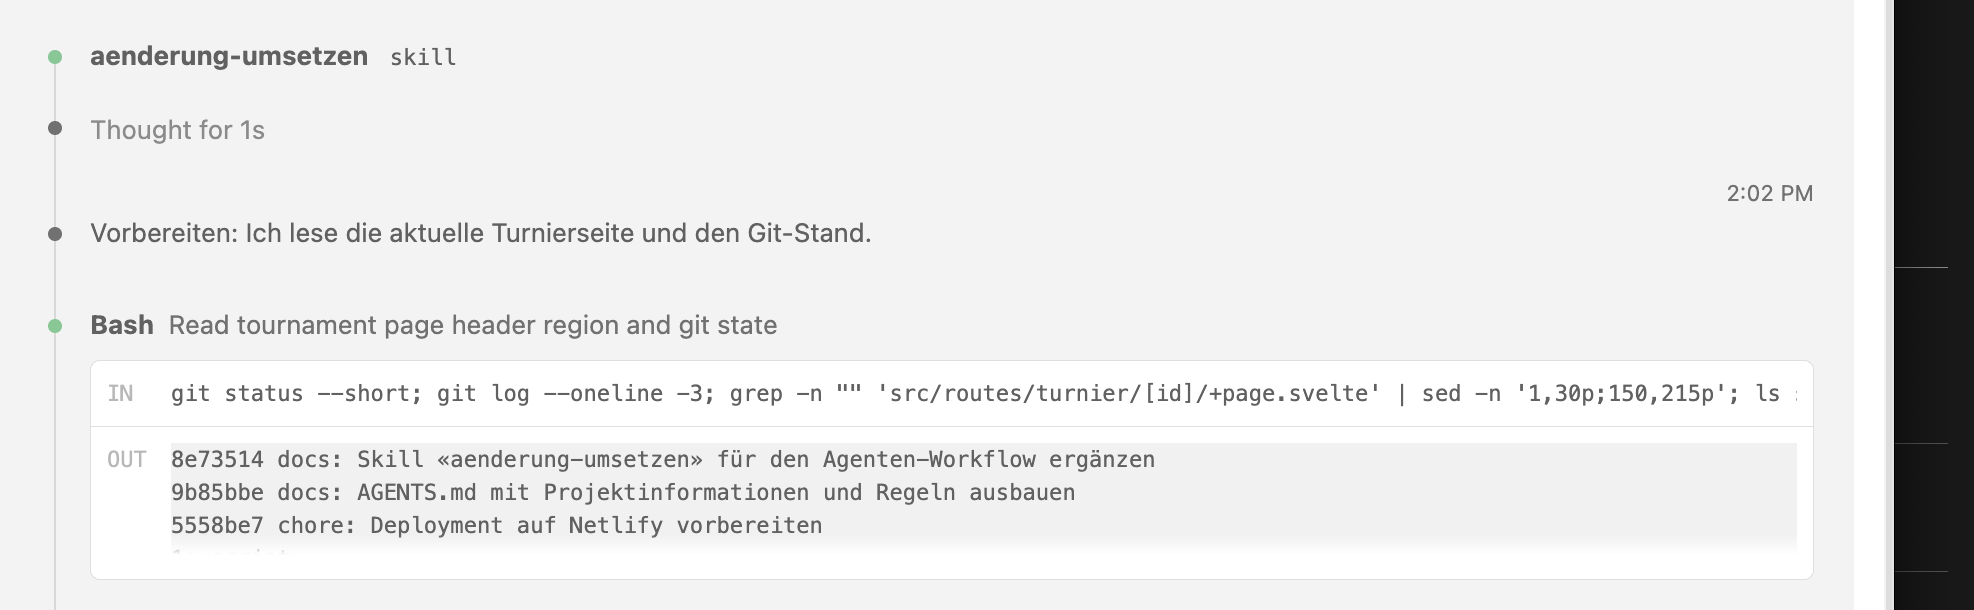 aenderung-umsetzen skill
Thought for 1s
2:02 PM
Vorbereiten: Ich lese die aktuelle Turnierseite und den Git-Stand.
Bash Read tournament page header region and git state
IN git status --short; git log --oneline -3; grep -n "" 'src/routes/turnier/[id]/+page.svelte' | sed -n '1,30p;150,215p'; ls
OUT 8e73514 docs: Skill «aenderung-umsetzen» für den Agenten-Workflow ergänzen
9b85bbe docs: AGENTS.md mit Projektinformationen und Regeln ausbauen
5558be7 chore: Deployment auf Netlify vorbereiten